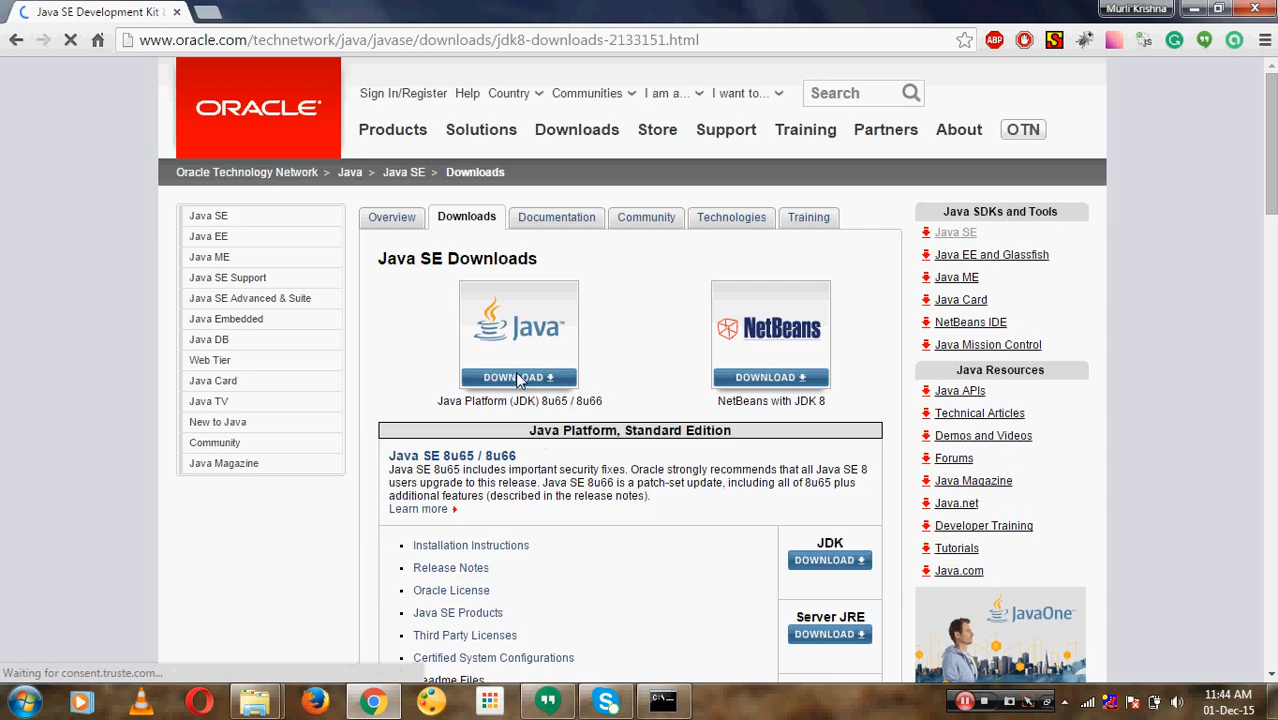 Java SE Development Kit
Murli Krishna
www.oracle.com/technetwork/java/javase/downloads/jdk8-downloads-2133151.html
ABP
S
js
ORACLE
Sign In/Register Help Country Communities I am a... I want to... Search
Products Solutions Downloads Store Support Training Partners About OTN
Oracle Technology Network > Java > Java SE > Downloads
Java SE
Java EE
Java ME
Java SE Support
Java SE Advanced & Suite
Java Embedded
Java DB
Web Tier
Java Card
Java TV
New to Java
Community
Java Magazine
Overview Downloads Documentation Community Technologies Training
Java SE Downloads
Java™
DOWNLOAD
Java Platform (JDK) 8u65 / 8u66
NetBeans
DOWNLOAD
NetBeans with JDK 8
Java Platform, Standard Edition
Java SE 8u65 / 8u66
Java SE 8u65 includes important security fixes. Oracle strongly recommends that all Java SE 8
users upgrade to this release. Java SE 8u66 is a patch-set update, including all of 8u65 plus
additional features (described in the release notes).
Learn more
Installation Instructions
Release Notes
Oracle License
Java SE Products
Third Party Licenses
Certified System Configurations
Readme Files
JDK
DOWNLOAD
Server JRE
DOWNLOAD
Java SDKs and Tools
Java SE
Java EE and Glassfish
Java ME
Java Card
NetBeans IDE
Java Mission Control
Java Resources
Java APIs
Technical Articles
Demos and Videos
Forums
Java Magazine
Java.net
Developer Training
Tutorials
Java.com
JavaOne
Waiting for consent.truste.com...
11:44 AM
01-Dec-15